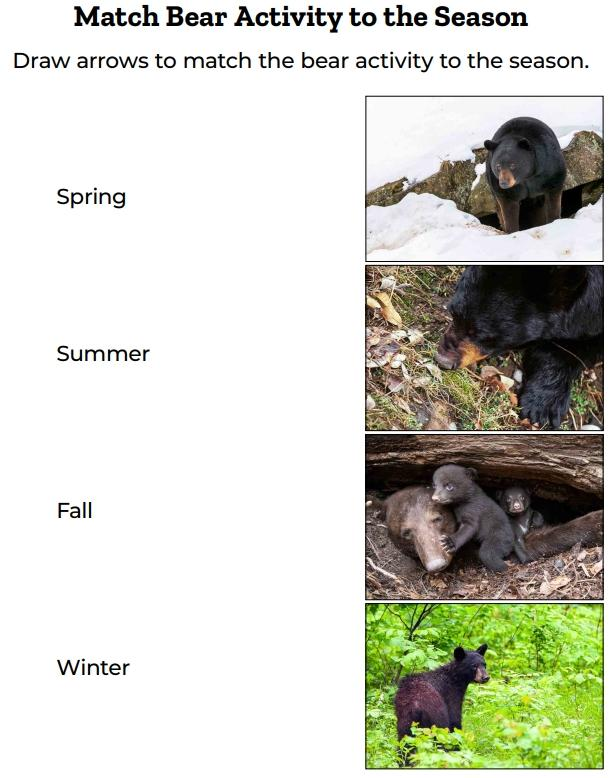 Match Bear Activity to the Season
Draw arrows to match the bear activity to the season.
Spring
Summer
Fall
Winter